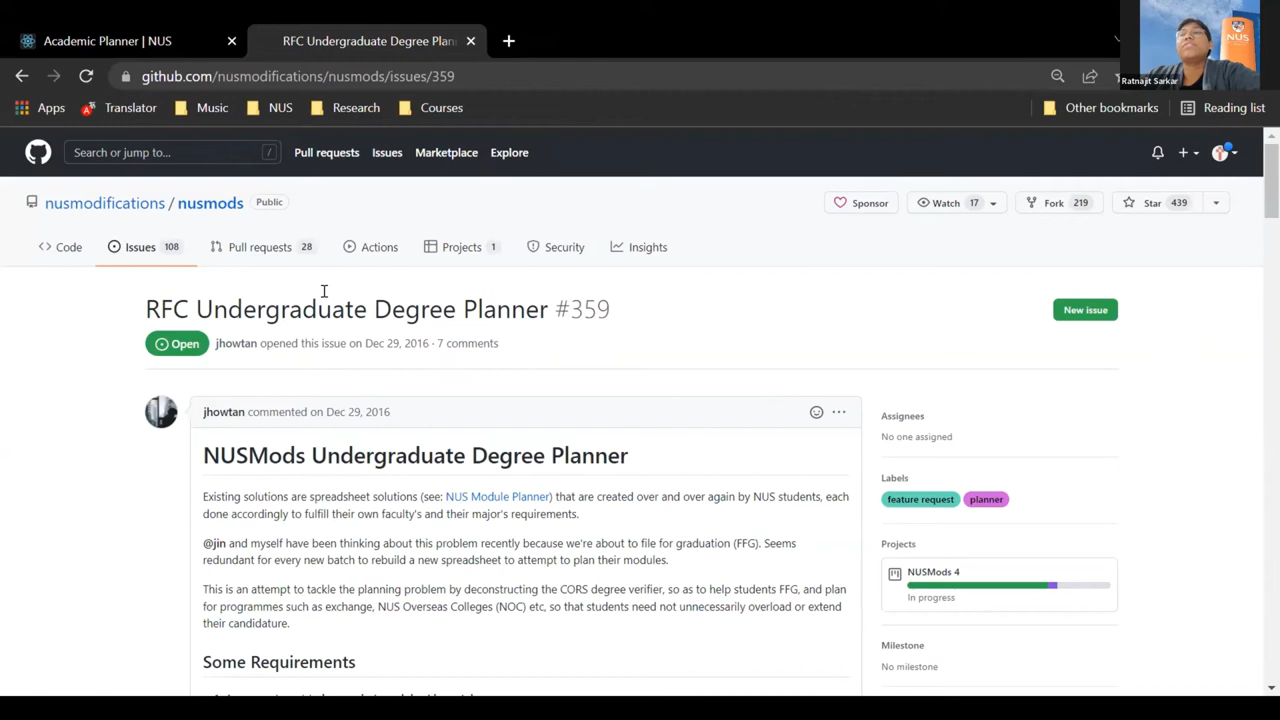 Academic Planner | NUS
RFC Undergraduate Degree Plan
github.com/nusmodifications/nusmods/issues/359
Apps
Translator
Music
NUS
Research
Courses
Other bookmarks
Reading list
NUS
Ratnajit Sarkar
Search or jump to...
/
Pull requests
Issues
Marketplace
Explore
nusmodifications / nusmods
Public
Sponsor
Watch 17
Fork 219
Star 439
Code
Issues 108
Pull requests 28
Actions
Projects 1
Security
Insights
RFC Undergraduate Degree Planner #359
New issue
Open
jhowtan opened this issue on Dec 29, 2016 · 7 comments
jhowtan commented on Dec 29, 2016
NUSMods Undergraduate Degree Planner
Existing solutions are spreadsheet solutions (see: NUS Module Planner) that are created over and over again by NUS students, each
done accordingly to fulfill their own faculty's and their major's requirements.
@jin and myself have been thinking about this problem recently because we're about to file for graduation (FFG). Seems
redundant for every new batch to rebuild a new spreadsheet to attempt to plan their modules.
This is an attempt to tackle the planning problem by deconstructing the CORS degree verifier, so as to help students FFG, and plan
for programmes such as exchange, NUS Overseas Colleges (NOC) etc, so that students need not unnecessarily overload or extend
their candidature.
Some Requirements
Assignees
No one assigned
Labels
feature request
planner
Projects
NUSMods 4
In progress
Milestone
No milestone